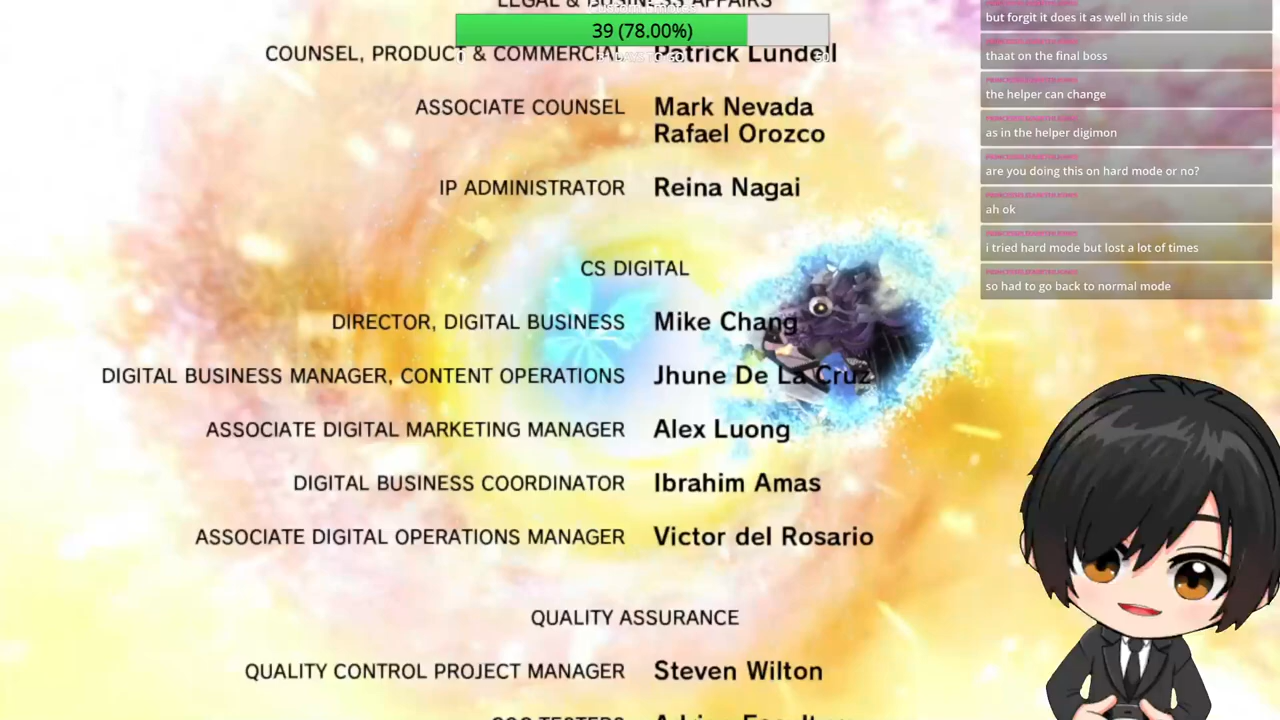 LEGAL & BUSINESS AFFAIRS
39 (78.00%)
COUNSEL, PRODUCT & COMMERCIAL Patrick Lundell
0 50
ASSOCIATE COUNSEL Mark Nevada
Rafael Orozco
IP ADMINISTRATOR Reina Nagai
CS DIGITAL
DIRECTOR, DIGITAL BUSINESS Mike Chang
DIGITAL BUSINESS MANAGER, CONTENT OPERATIONS Jhune De La Cruz
ASSOCIATE DIGITAL MARKETING MANAGER Alex Luong
DIGITAL BUSINESS COORDINATOR Ibrahim Amas
ASSOCIATE DIGITAL OPERATIONS MANAGER Victor del Rosario
QUALITY ASSURANCE
QUALITY CONTROL PROJECT MANAGER Steven Wilton
but forgit it does it as well in this side
thaat on the final boss
the helper can change
as in the helper digimon
are you doing this on hard mode or no?
ah ok
i tried hard mode but lost a lot of times
so had to go back to normal mode